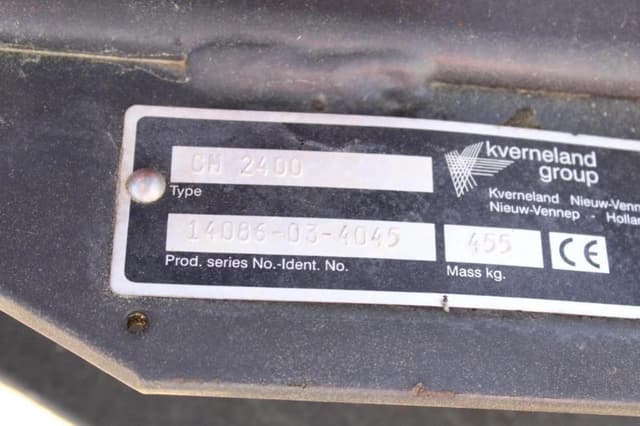 CM 2400
Type
kverneland
group
Kverneland Nieuw-Venn
Nieuw-Vennep - Holla
14086-03-4045
455
CE
Prod. series No.-Ident. No.
Mass kg.